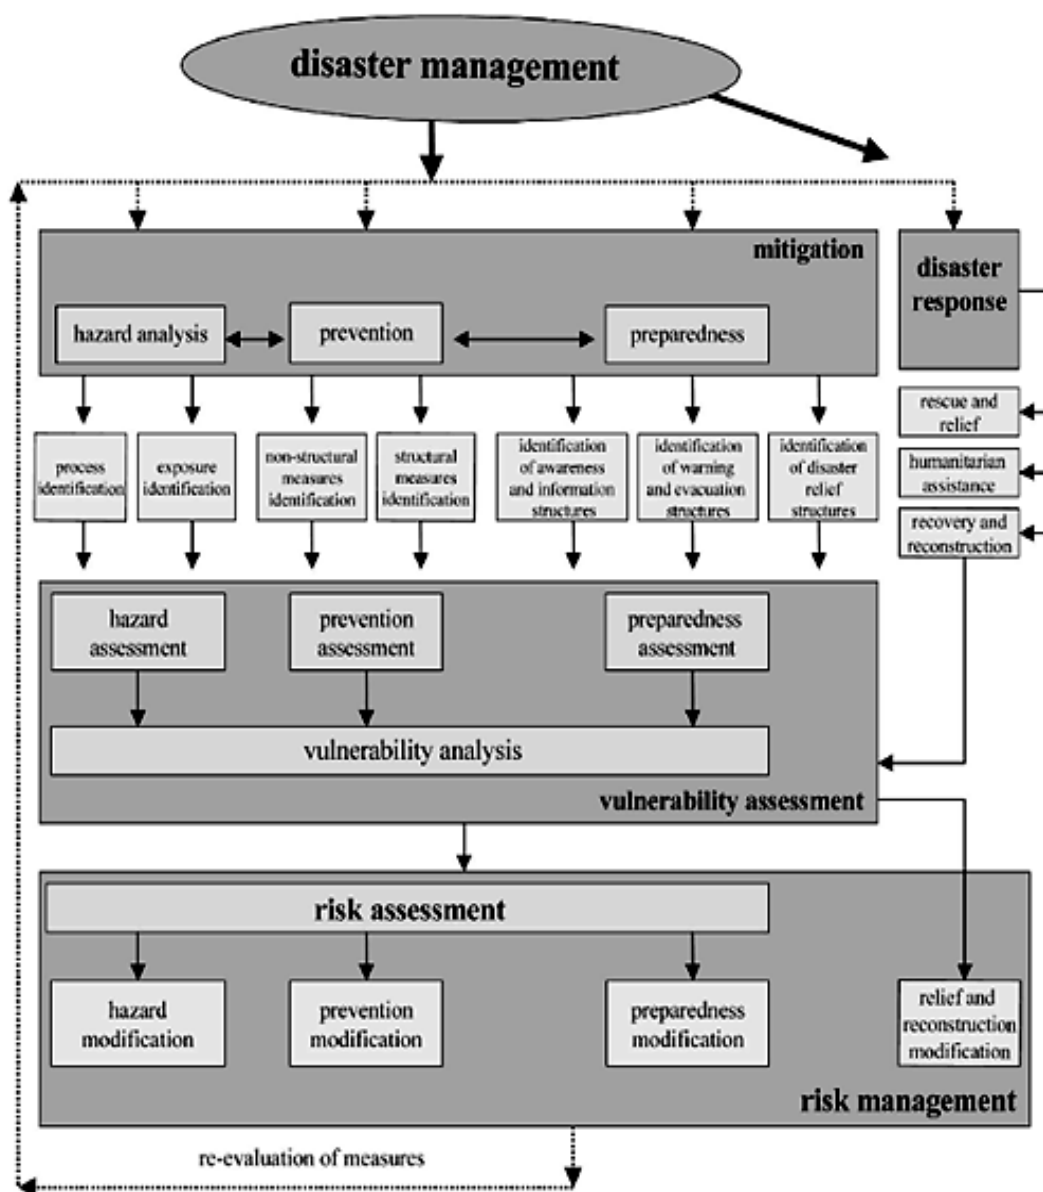 disaster management
mitigation
disaster
response
hazard analysis
prevention
preparedness
rescue and
relief
humanitarian
assistance
recovery and
reconstruction
process
identification
exposure
identification
non-structural
measures
identification
structural
measures
identification
identification
of awareness
and information
structures
identification
of warning
and evacuation
structures
identification
of disaster
relief
structures
hazard
assessment
prevention
assessment
preparedness
assessment
vulnerability analysis
vulnerability assessment
risk assessment
hazard
modification
prevention
modification
preparedness
modification
relief and
reconstruction
modification
risk management
re-evaluation of measures